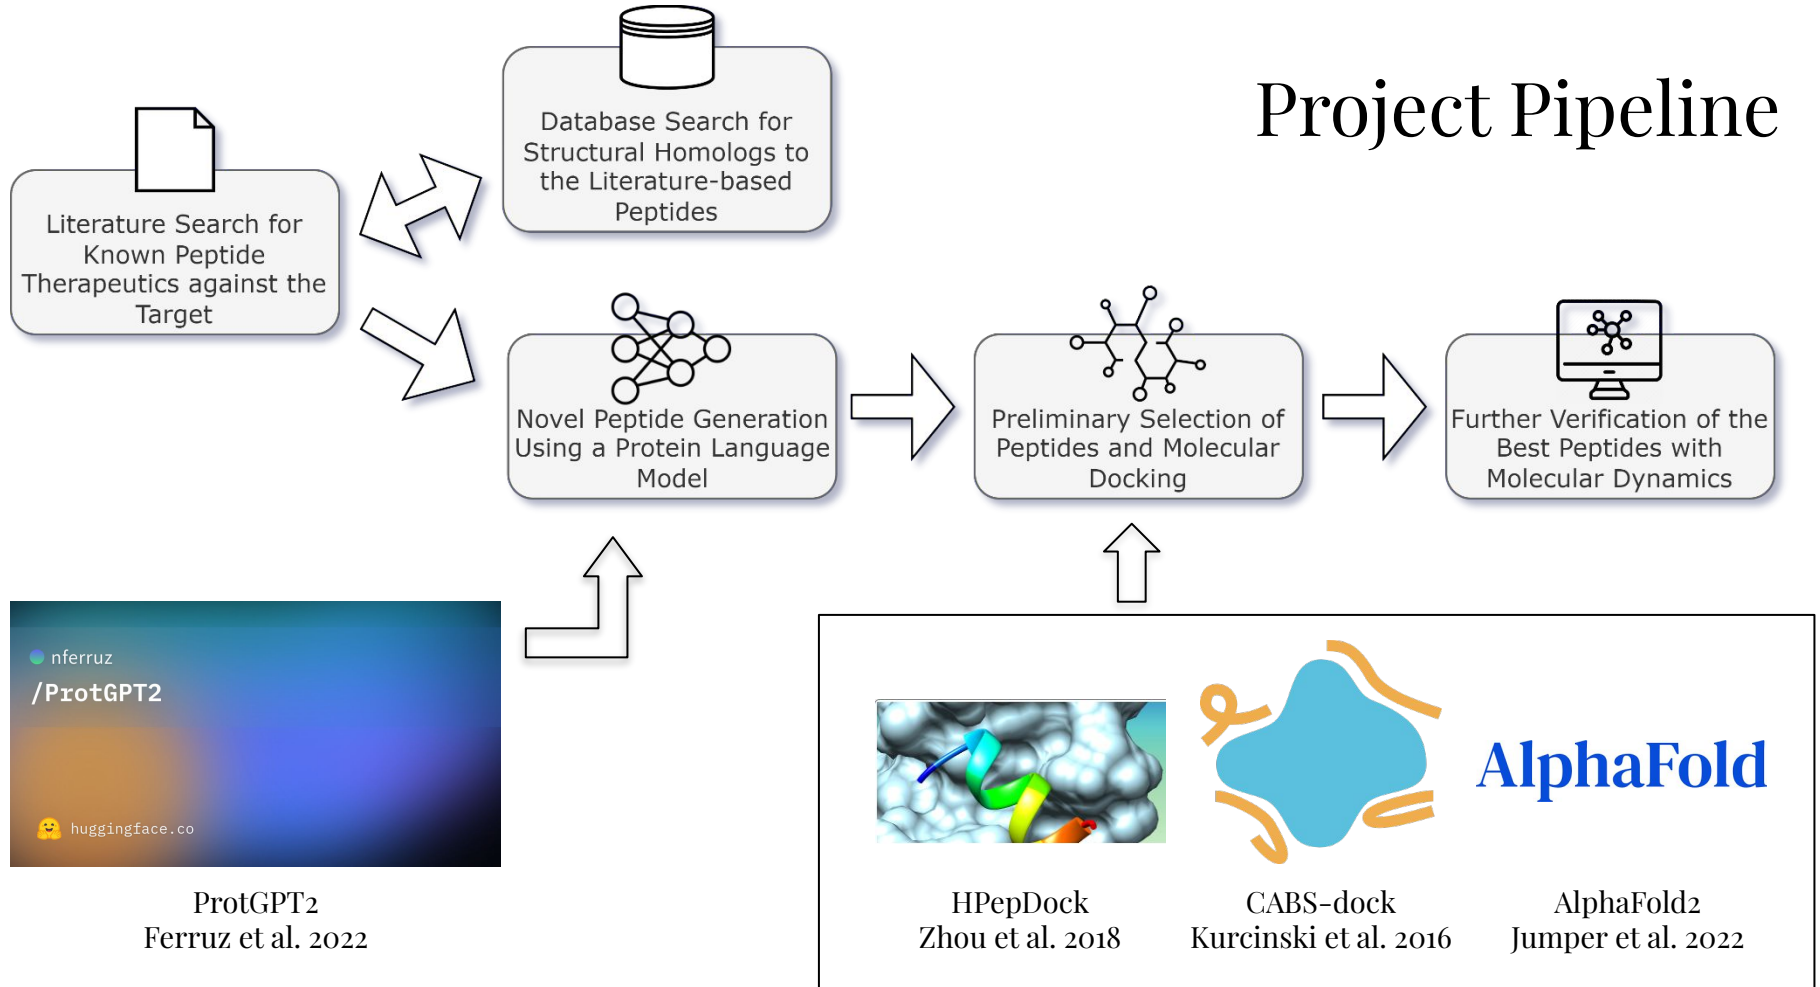 Project Pipeline
Database Search for
Structural Homologs to
the Literature-based
Peptides
Literature Search for
Known Peptide
Therapeutics against the
Target
Novel Peptide Generation
Using a Protein Language
Model
Preliminary Selection of
Peptides and Molecular
Docking
Further Verification of the
Best Peptides with
Molecular Dynamics
nferruz
/ProtGPT2
huggingface.co
ProtGPT2
Ferruz et al. 2022
HPepDock
Zhou et al. 2018
CABS-dock
Kurcinski et al. 2016
AlphaFold
AlphaFold2
Jumper et al. 2022